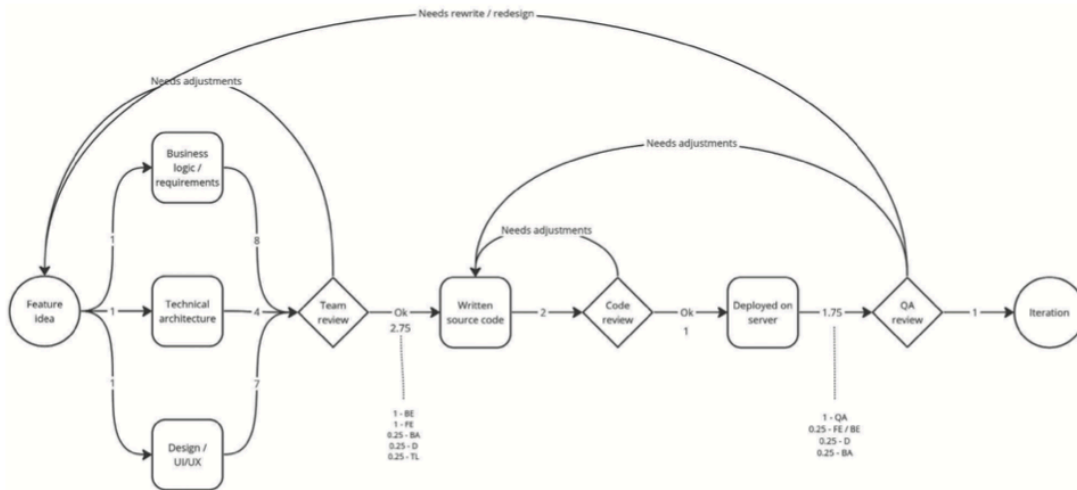 Needs rewrite / redesign
Needs adjustments
Business
logic /
requirements
Needs adjustments
Needs adjustments
1
8
Feature
idea
1
Technical
architecture
4
Team
review
Ok
2.75
Written
source code
2
Code
review
Ok
1
Deployed on
server
1.75
QA
review
1
Iteration
1
7
Design /
UI/UX
1 - BE
1 - FE
0.25 - BA
0.25 - D
0.25 - TL
1 - QA
0.25 - FE / BE
0.25 - D
0.25 - BA